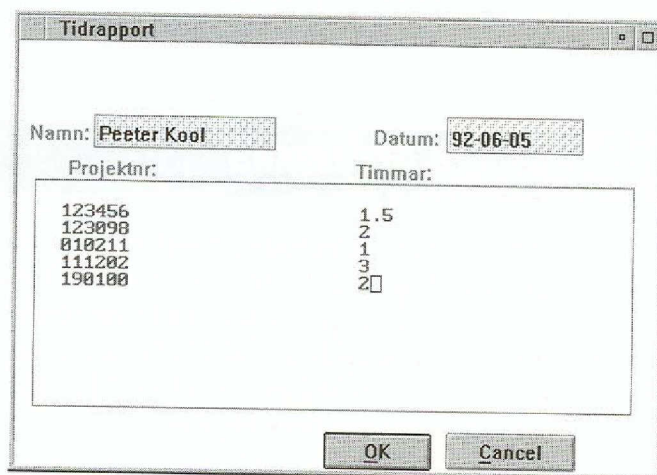 Tidrapport
Namn: Peeter Kool Datum: 92-06-05
Projektnr: Timmar:
123456 1.5
123098 2
010211 1
111202 3
190100 2
OK Cancel